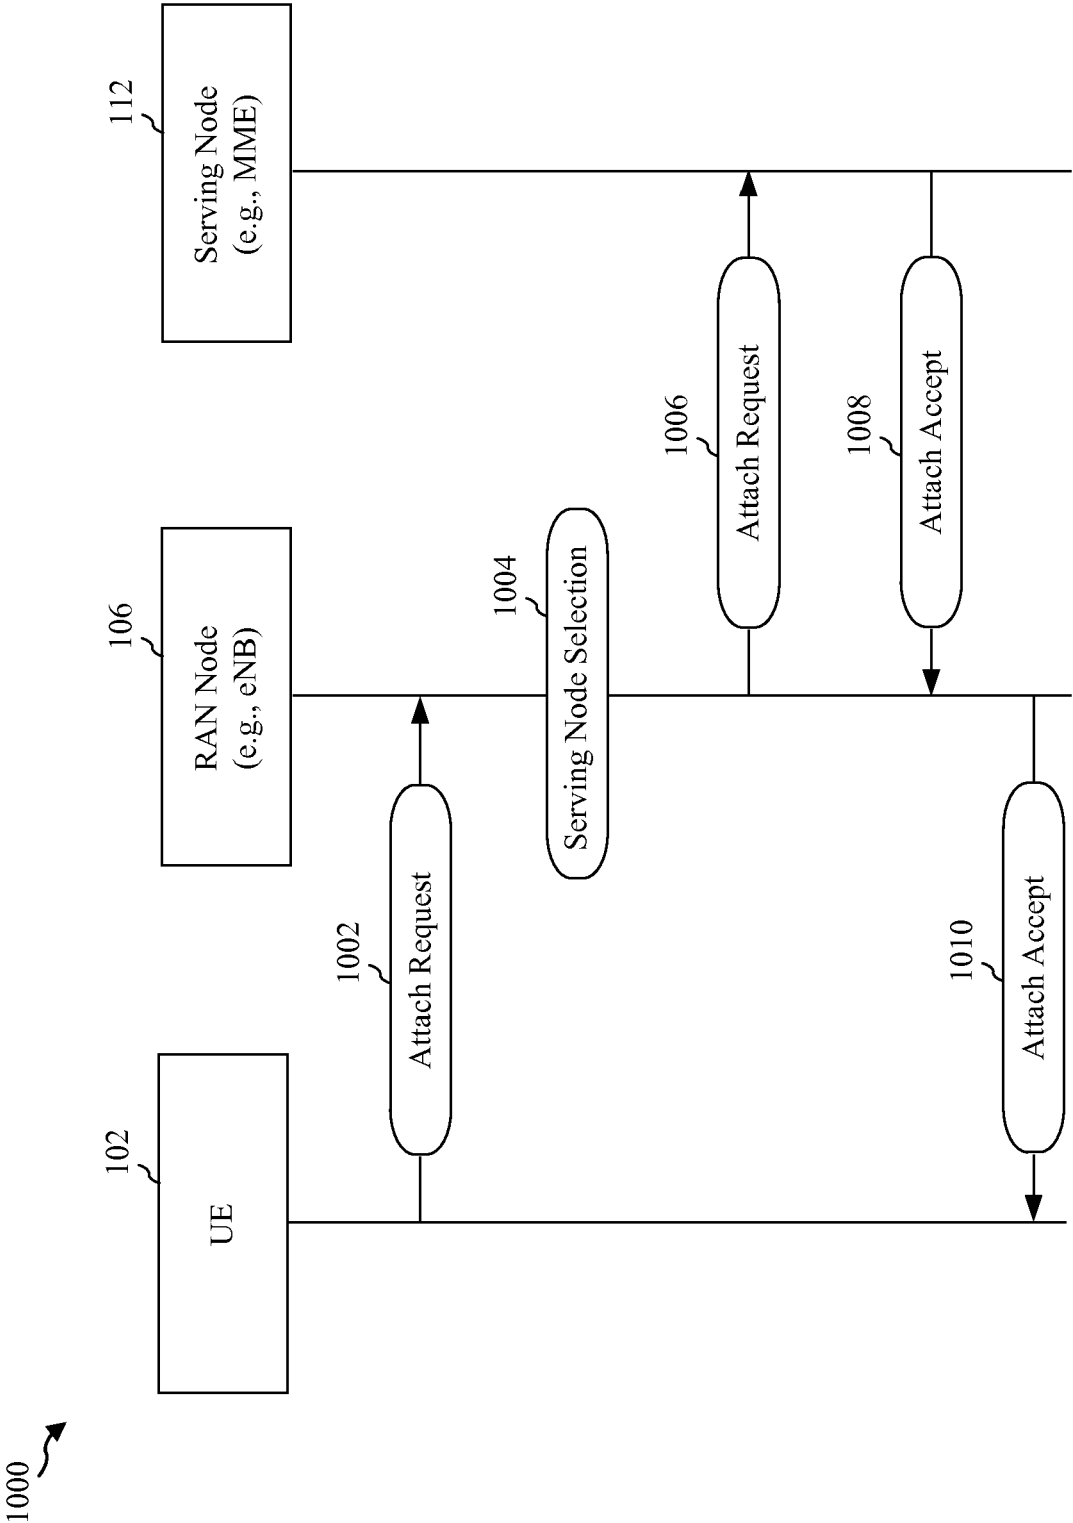 1000
102
UE
106
RAN Node
(e.g., eNB)
112
Serving Node
(e.g., MME)
1002
Attach Request
1004
Serving Node Selection
1006
Attach Request
1008
Attach Accept
1010
Attach Accept